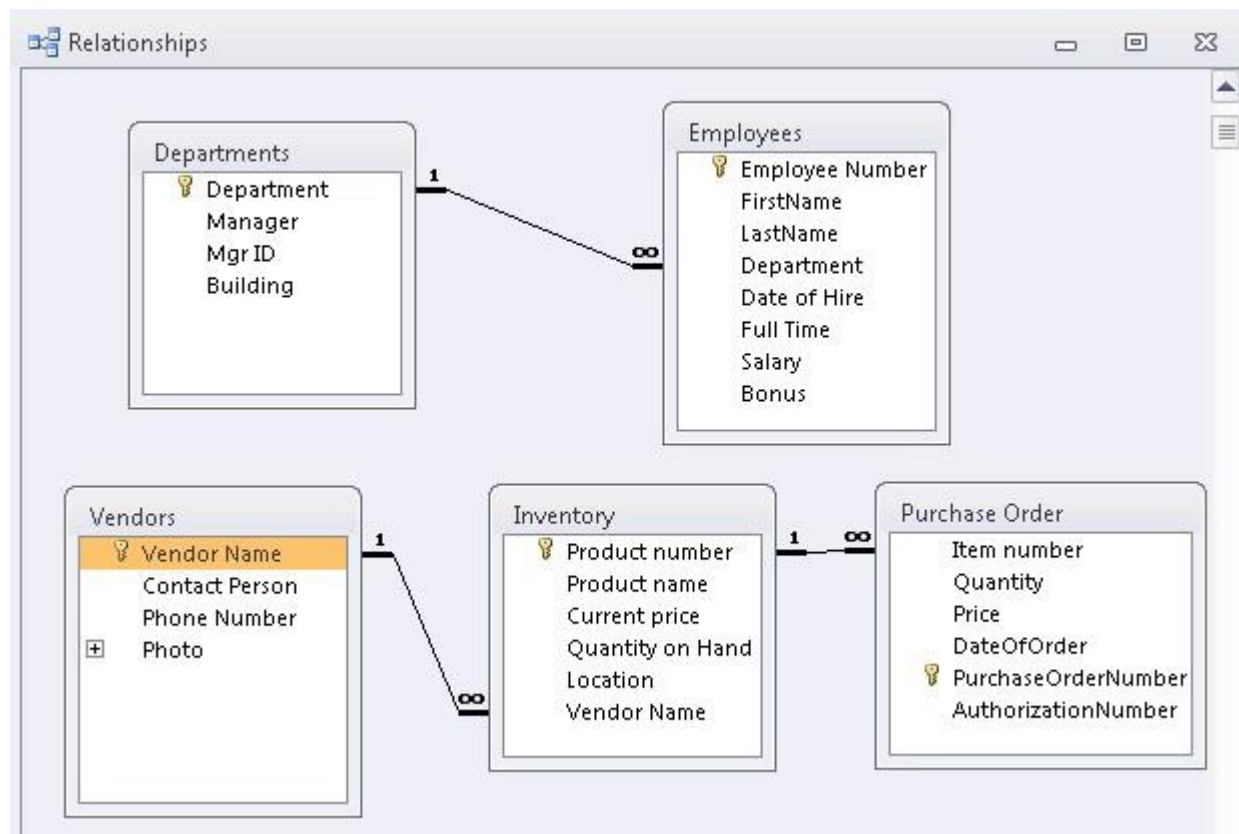 Relationships
Departments
Department
Manager
Mgr ID
Building
1
∞
Employees
Employee Number
FirstName
LastName
Department
Date of Hire
Full Time
Salary
Bonus
Vendors
Vendor Name
Contact Person
Phone Number
Photo
1
∞
Inventory
Product number
Product name
Current price
Quantity on Hand
Location
Vendor Name
1
∞
Purchase Order
Item number
Quantity
Price
DateOfOrder
PurchaseOrderNumber
AuthorizationNumber